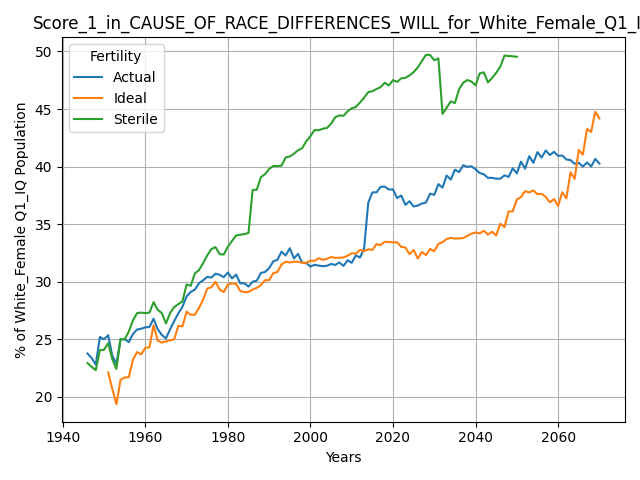 Score_1_in_CAUSE_OF_RACE_DIFFERENCES_WILL_for_White_Female_Q1_I
Fertility
Actual
Ideal
Sterile
50
45
40
35
30
25
20
% of White_Female Q1_IQ Population
1940 1960 1980 2000 2020 2040 2060
Years